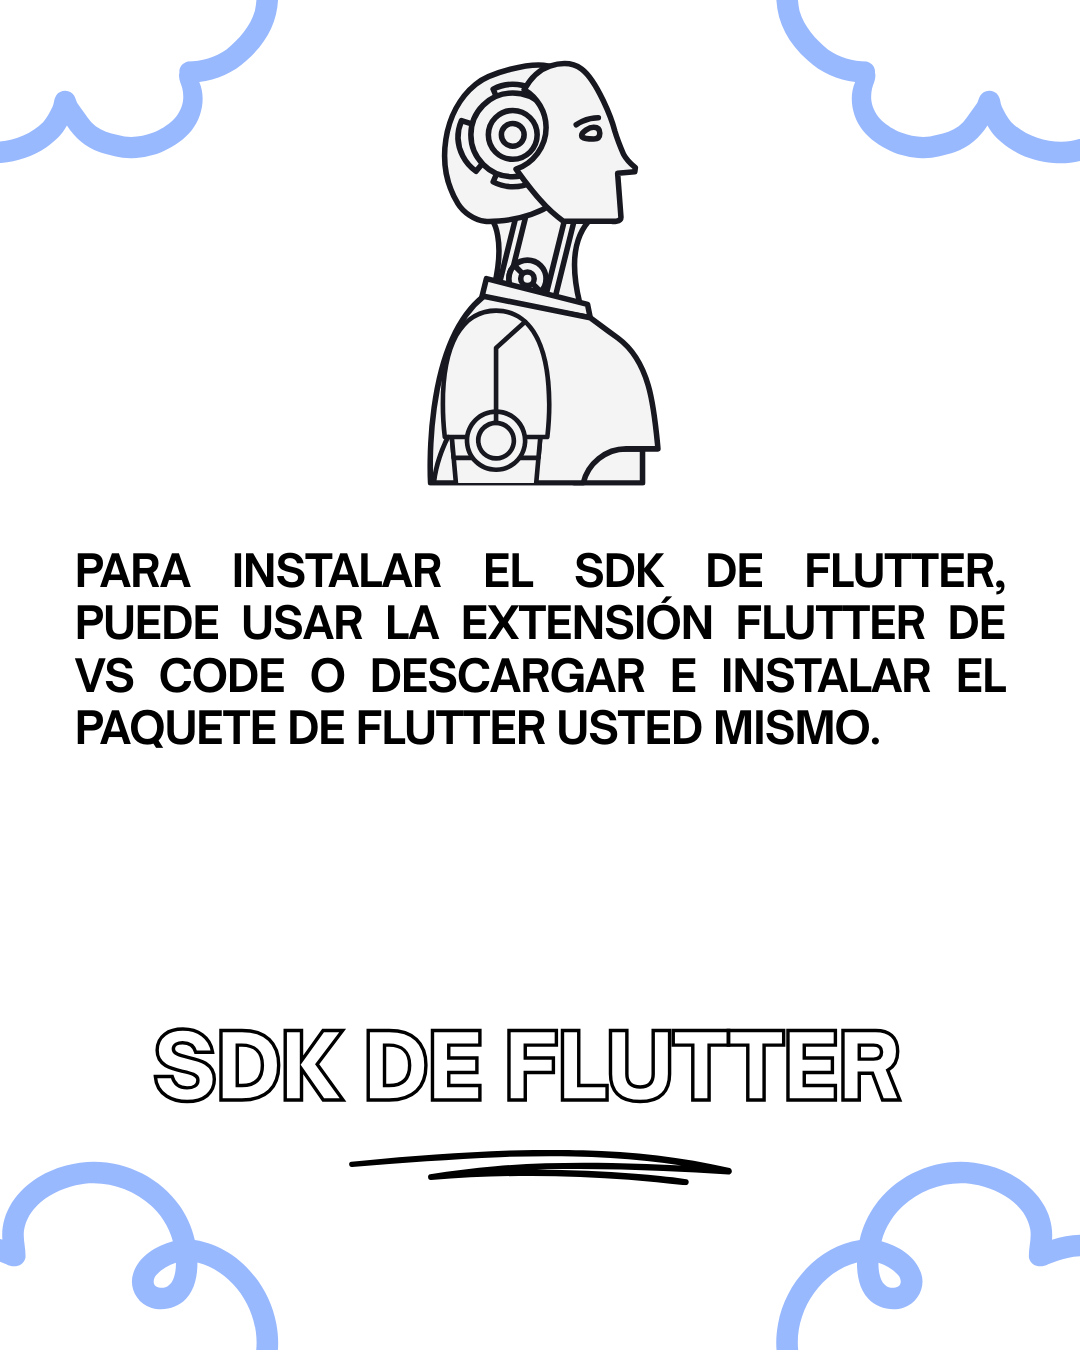 PARA INSTALAR EL SDK DE FLUTTER,
PUEDE USAR LA EXTENSIÓN FLUTTER DE
VS CODE O DESCARGAR E INSTALAR EL
PAQUETE DE FLUTTER USTED MISMO.
SDK DE FLUTTER